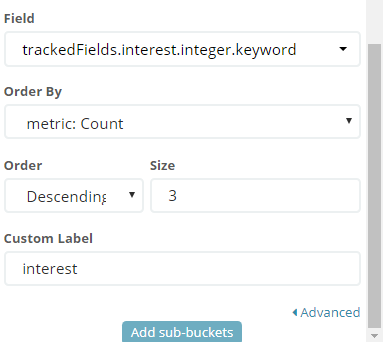 Field
trackedFields.interest.integer.keyword
Order By
metric: Count
Order Size
Descending 3
Custom Label
interest
Advanced
Add sub-buckets